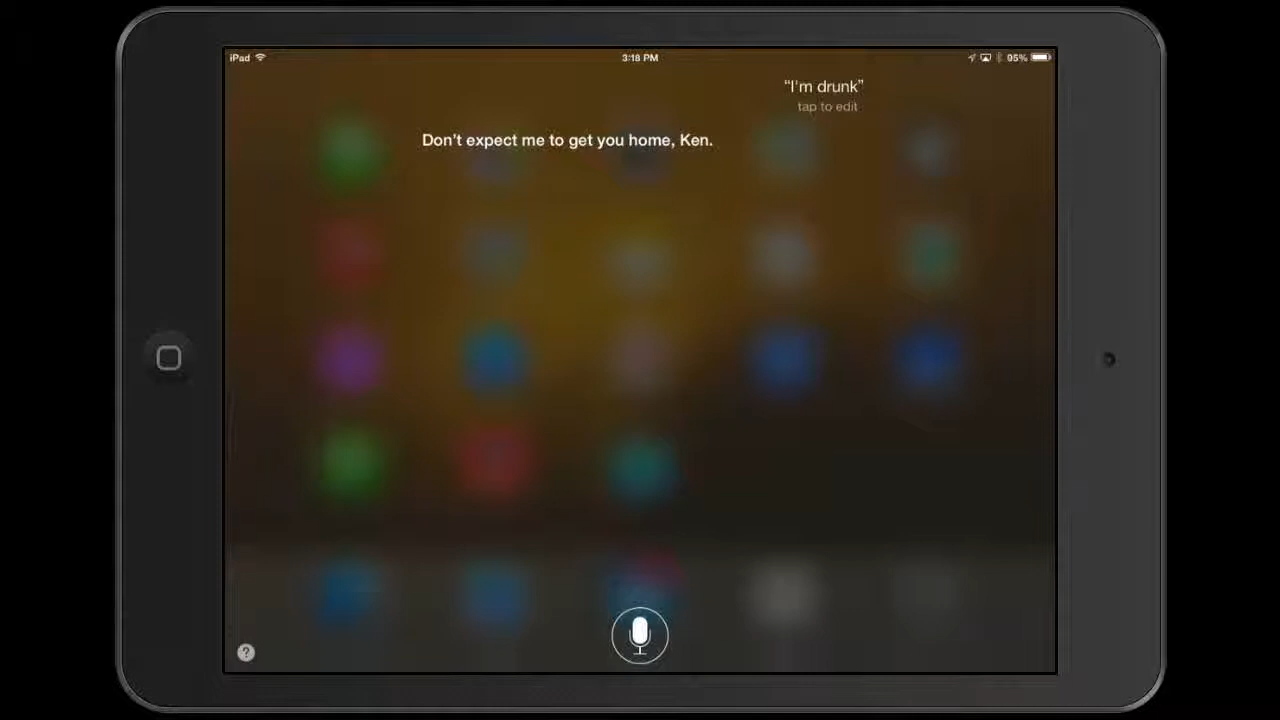 iPad 3:18 PM 95%
“I'm drunk”
tap to edit
Don't expect me to get you home, Ken.
?